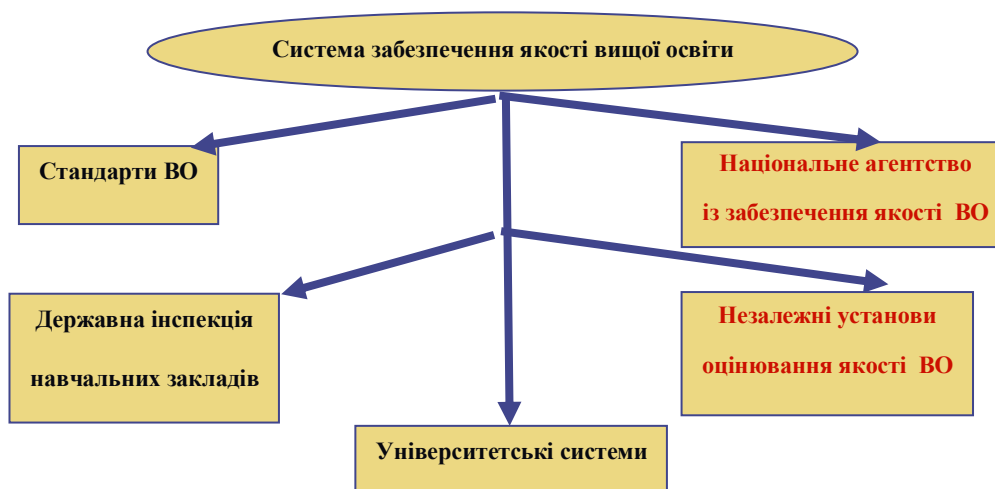 Система забезпечення якості вищої освіти
Стандарти ВО
Національне агентство
із забезпечення якості ВО
Державна інспекція
навчальних закладів
Незалежні установи
оцінювання якості ВО
Університетські системи